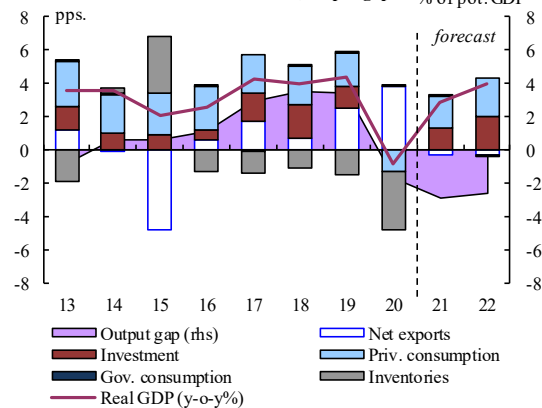 % of pot. GDP
8 pps. forecast 8
6 6
4 4
2 2
0 0
-2 -2
-4 -4
-6 -6
-8 -8
13 14 15 16 17 18 19 20 21 22
Output gap (rhs) Net exports
Investment Priv. consumption
Gov. consumption Inventories
Real GDP (y-o-y%)